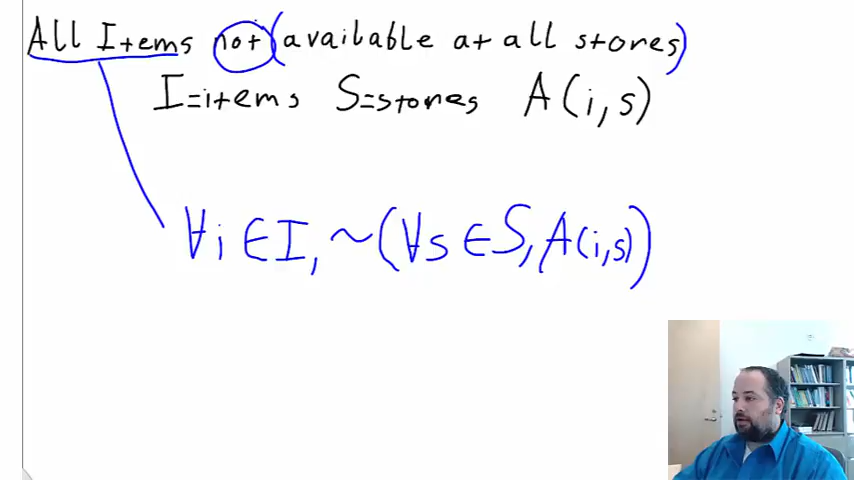 All Items not (available at all stores)
I=items S=stores A(i,s)
∀i∈I, ~(∀s∈S, A(i,s))